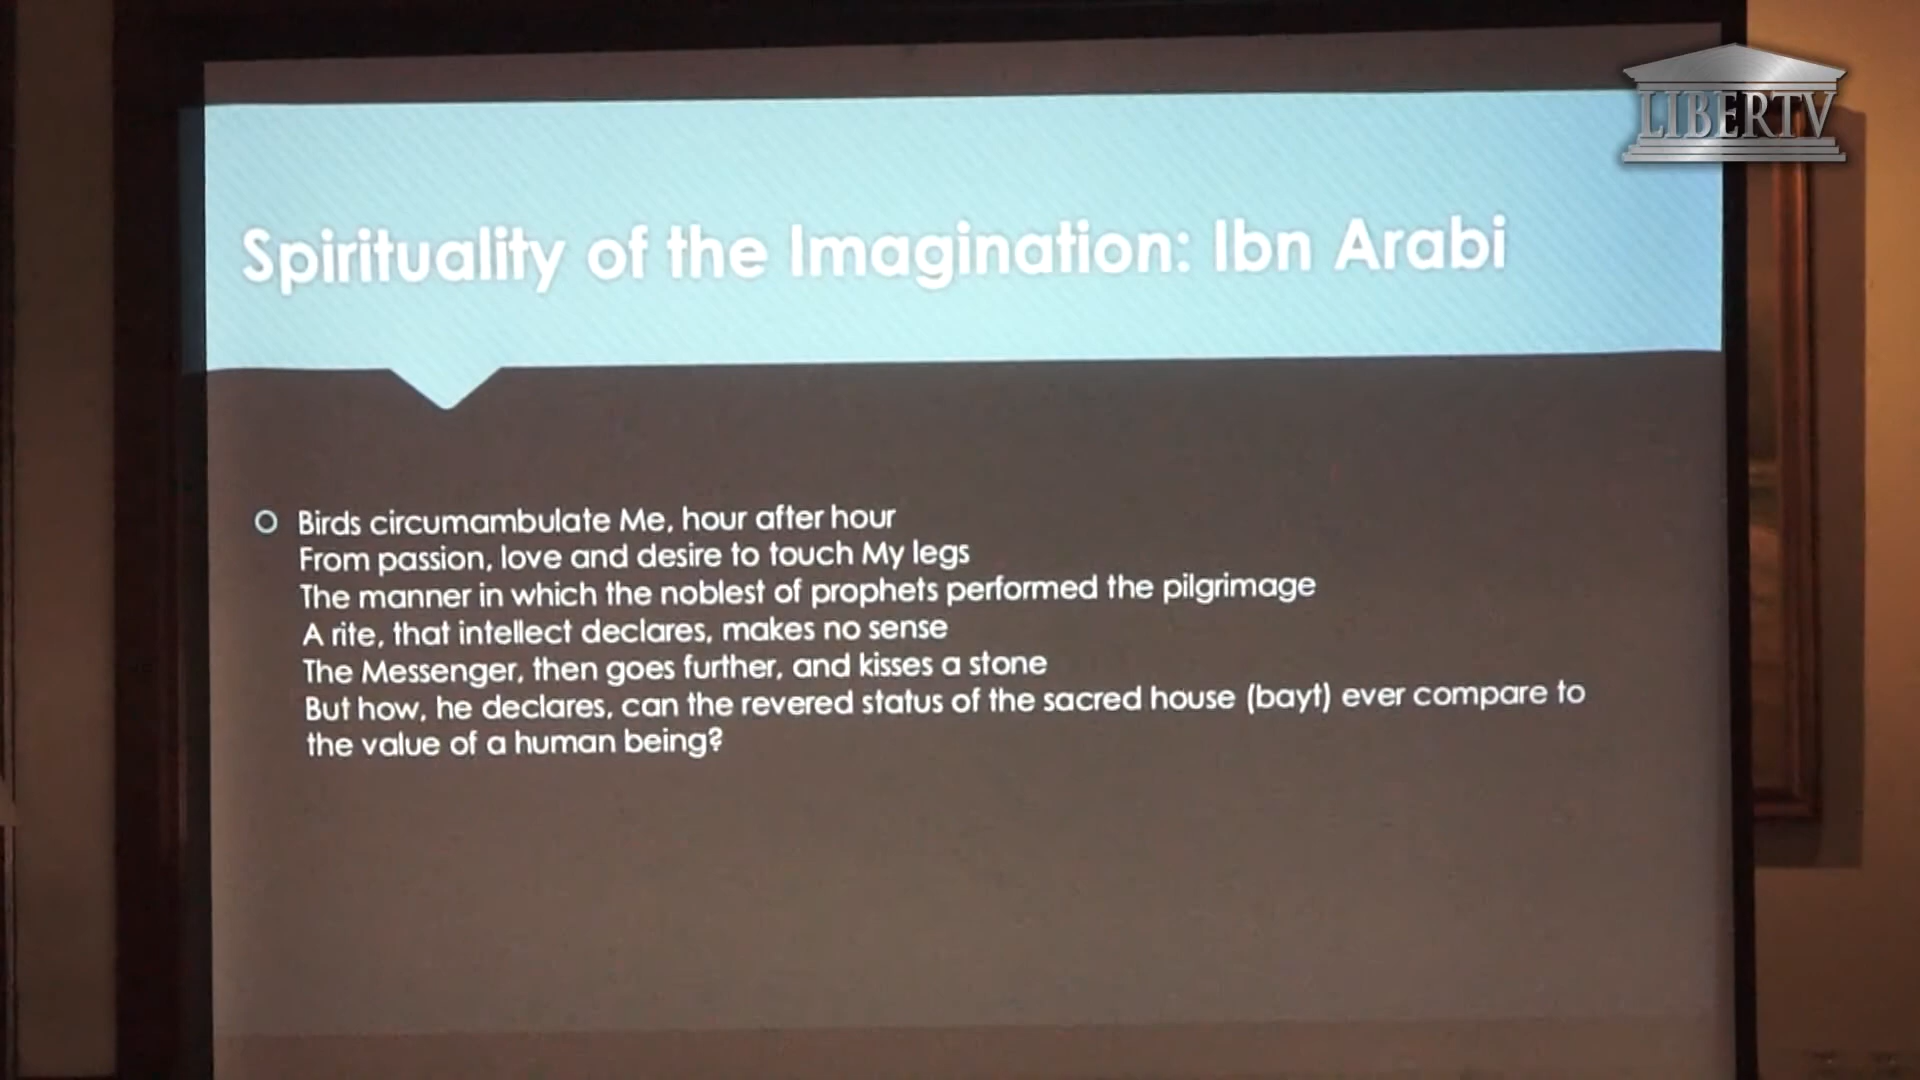 LIBERTV
Spirituality of the Imagination: Ibn Arabi
Birds circumambulate Me, hour after hour
From passion, love and desire to touch My legs
The manner in which the noblest of prophets performed the pilgrimage
A rite, that intellect declares, makes no sense
The Messenger, then goes further, and kisses a stone
But how, he declares, can the revered status of the sacred house (bayt) ever compare to
the value of a human being?